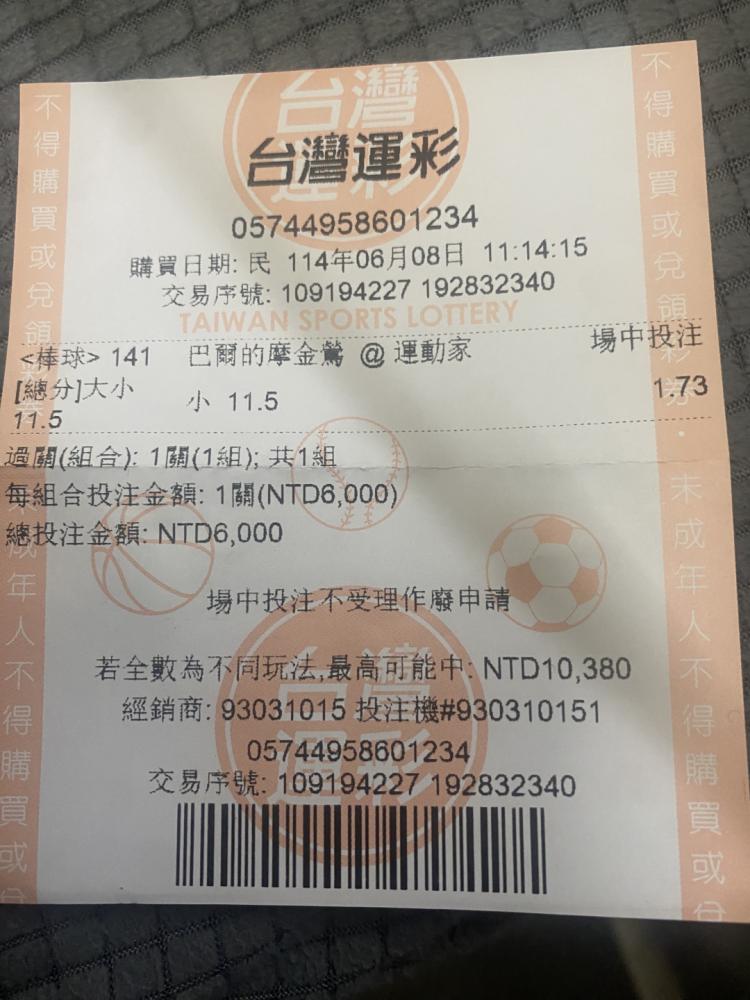 台灣
台灣運彩
05744958601234
購買日期: 民 114年06月08日 11:14:15
交易序號: 109194227 192832340
TAIWAN SPORTS LOTTERY
<棒球> 141 巴爾的摩金鶯 @ 運動家 場中投注
[總分]大小 小 11.5 1.73
11.5
過關(組合): 1關(1組); 共1組
每組合投注金額: 1關(NTD6,000)
總投注金額: NTD6,000
場中投注不受理作廢申請
若全數為不同玩法,最高可能中: NTD10,380
經銷商: 93031015 投注機#930310151
05744958601234
交易序號: 109194227 192832340
台灣
運彩
不得購買或兌領
成年人不得購買或
不得購買或兌領彩券・未成年人不得購買或